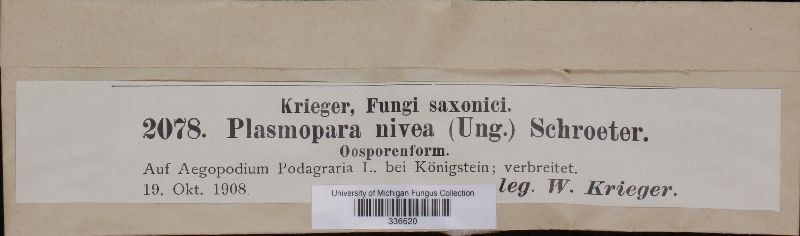 Krieger, Fungi saxonici.
2078. Plasmopara nivea (Ung.) Schroeter.
Oosporenform.
Auf Aegopodium Podagraria L. bei Königstein; verbreitet.
19. Okt. 1908.
leg. W. Krieger.
University of Michigan Fungus Collection
336620